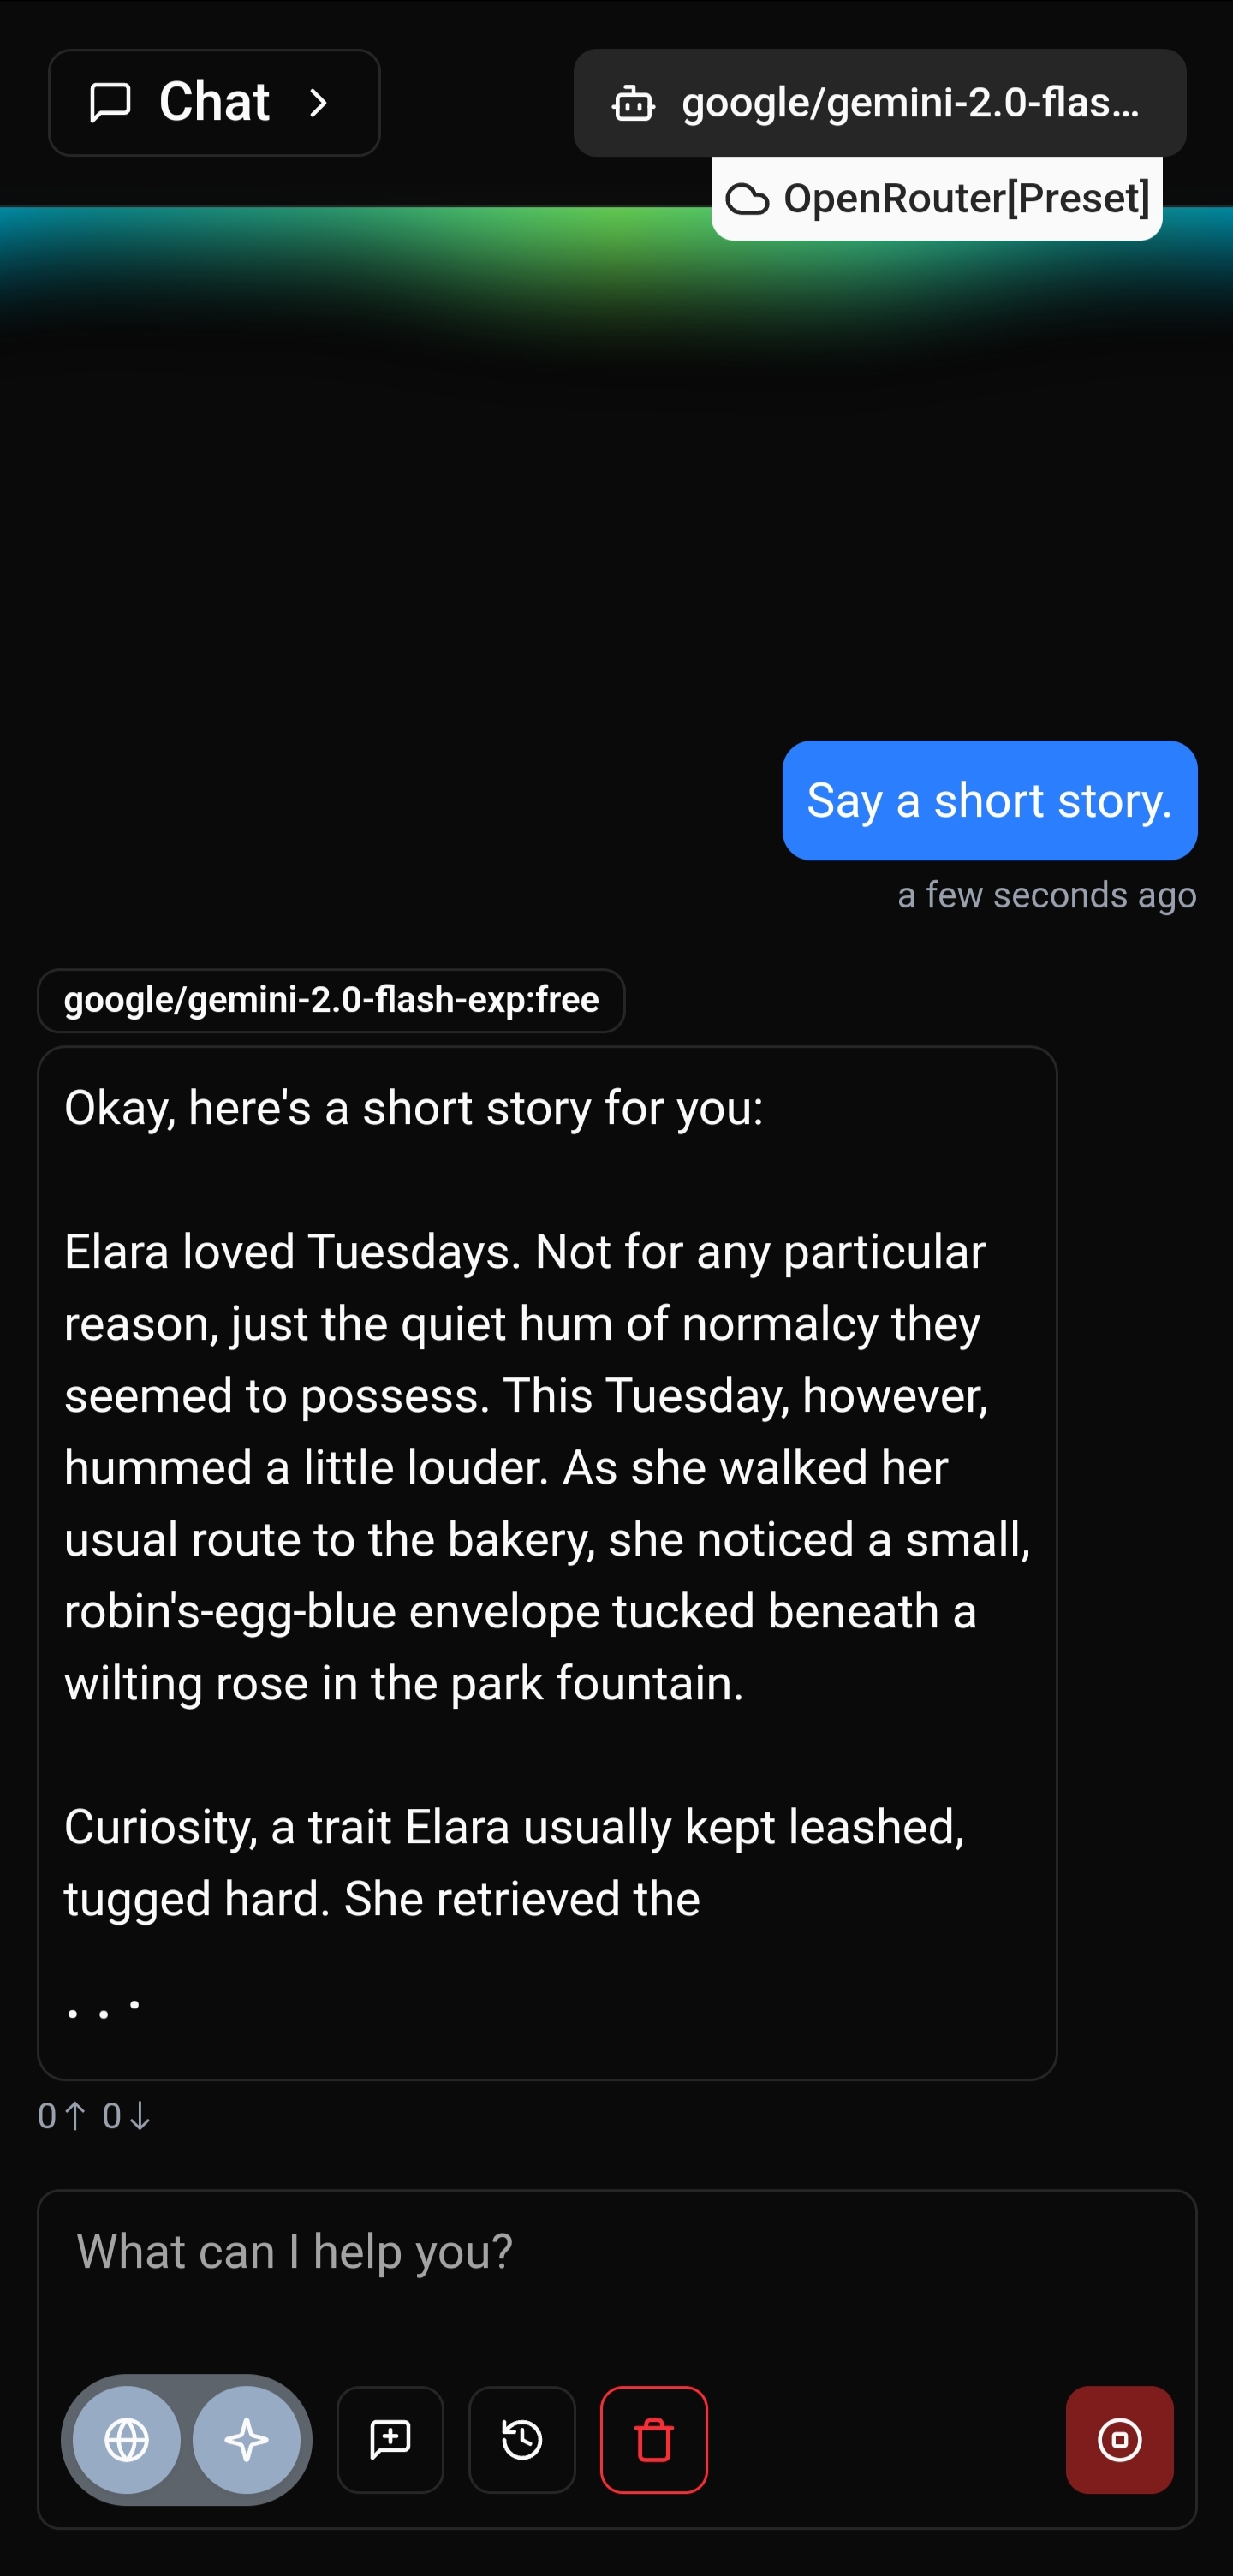 Chat
google/gemini-2.0-flas...
OpenRouter[Preset]
Say a short story.
a few seconds ago
google/gemini-2.0-flash-exp:free
Okay, here's a short story for you:
Elara loved Tuesdays. Not for any particular
reason, just the quiet hum of normalcy they
seemed to possess. This Tuesday, however,
hummed a little louder. As she walked her
usual route to the bakery, she noticed a small,
robin's-egg-blue envelope tucked beneath a
wilting rose in the park fountain.
Curiosity, a trait Elara usually kept leashed,
tugged hard. She retrieved the
...
0↑ 0↓
What can I help you?